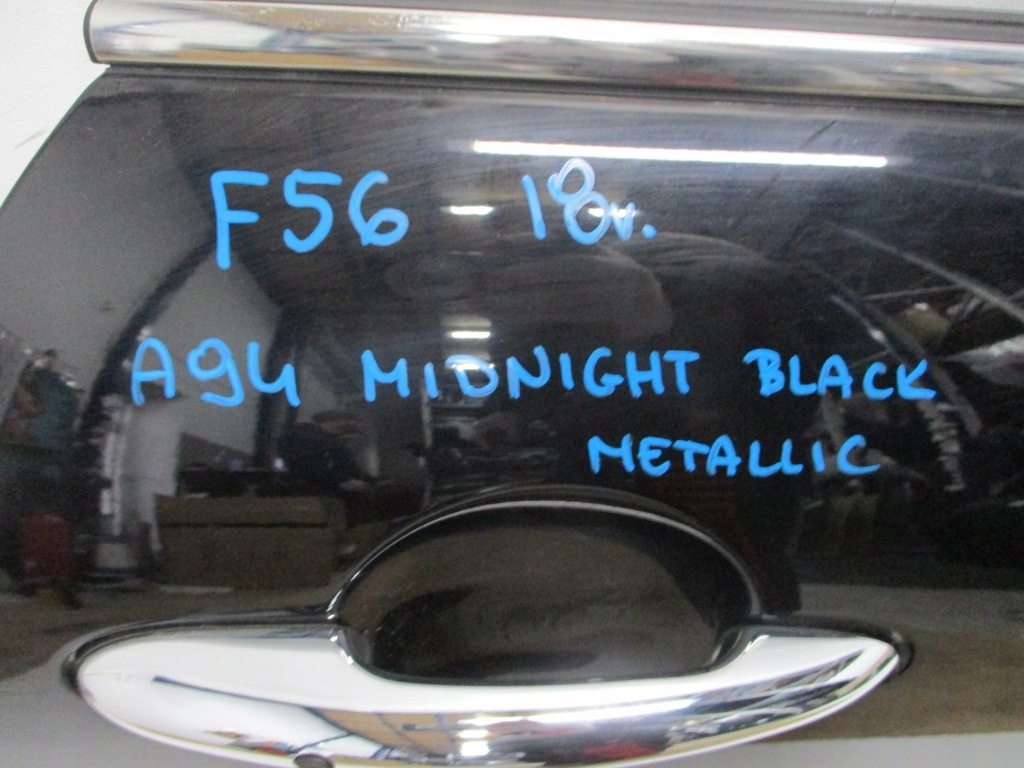 F56 18v.
A94 MIDNIGHT BLACK
METALLIC